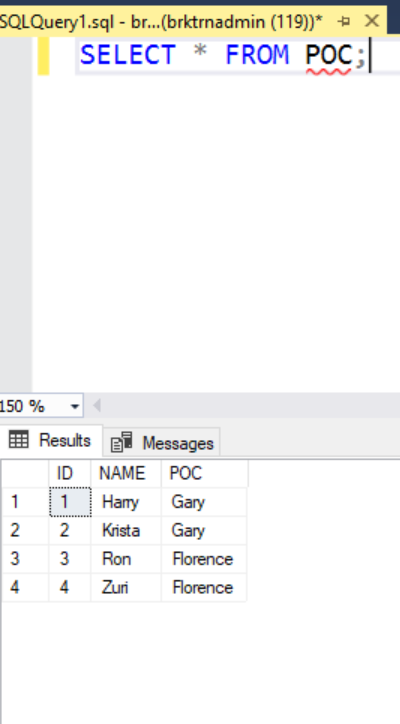 SQLQuery1.sql - br...(brktrnadmin (119))*
SELECT * FROM POC;
150 %
Results Messages
ID NAME POC
1 1 Harry Gary
2 2 Krista Gary
3 3 Ron Florence
4 4 Zuri Florence